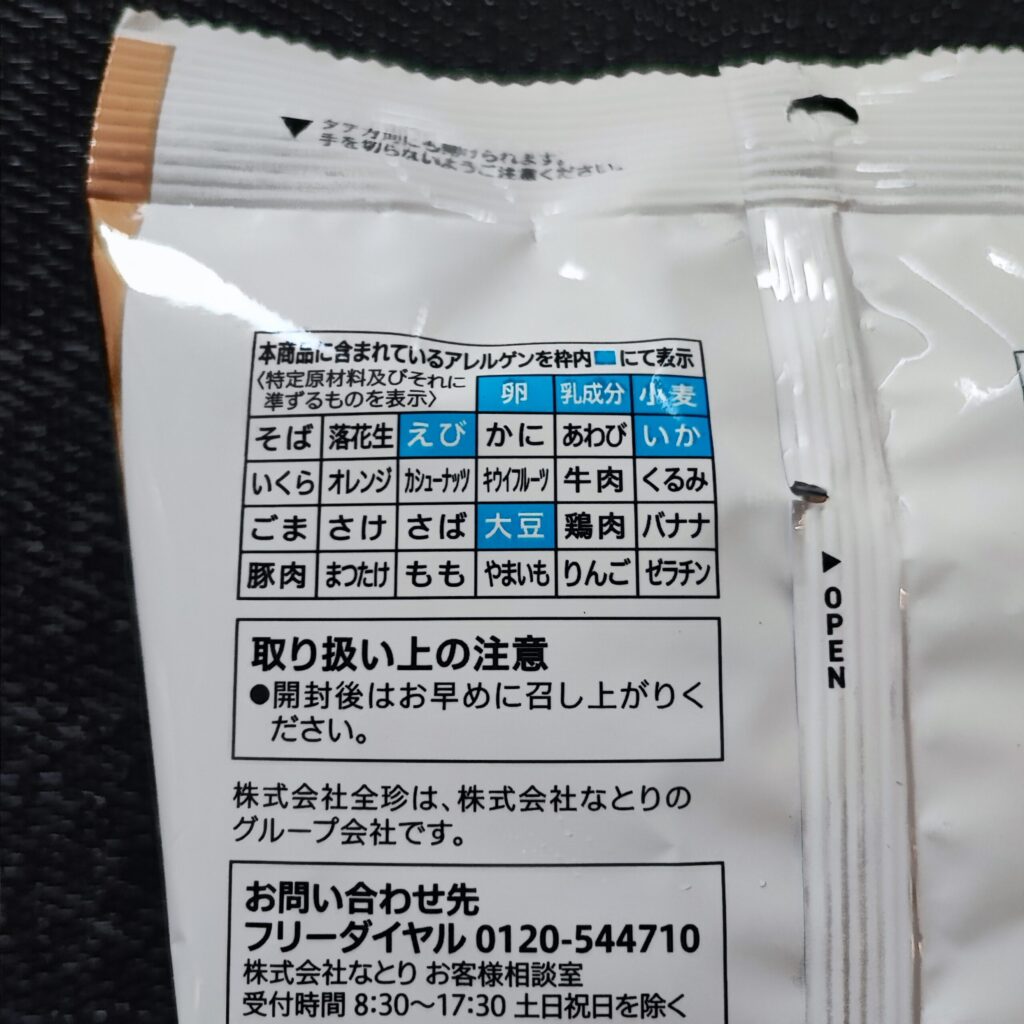 ▼タテ方向にも開けられます。
手を切らないようご注意ください。
本商品に含まれているアレルゲンを枠内■にて表示
〈特定原材料及びそれに
準ずるものを表示〉 卵 乳成分 小麦
そば 落花生 えび かに あわび いか
いくら オレンジ カシューナッツ キウイフルーツ 牛肉 くるみ
ごま さけ さば 大豆 鶏肉 バナナ
豚肉 まつたけ もも やまいも りんご ゼラチン
取り扱い上の注意
●開封後はお早めに召し上がりく
ださい。
株式会社全珍は、株式会社なとりの
グループ会社です。
お問い合わせ先
フリーダイヤル 0120-544710
株式会社なとり お客様相談室
受付時間 8:30～17:30 土日祝日を除く
▶OPEN